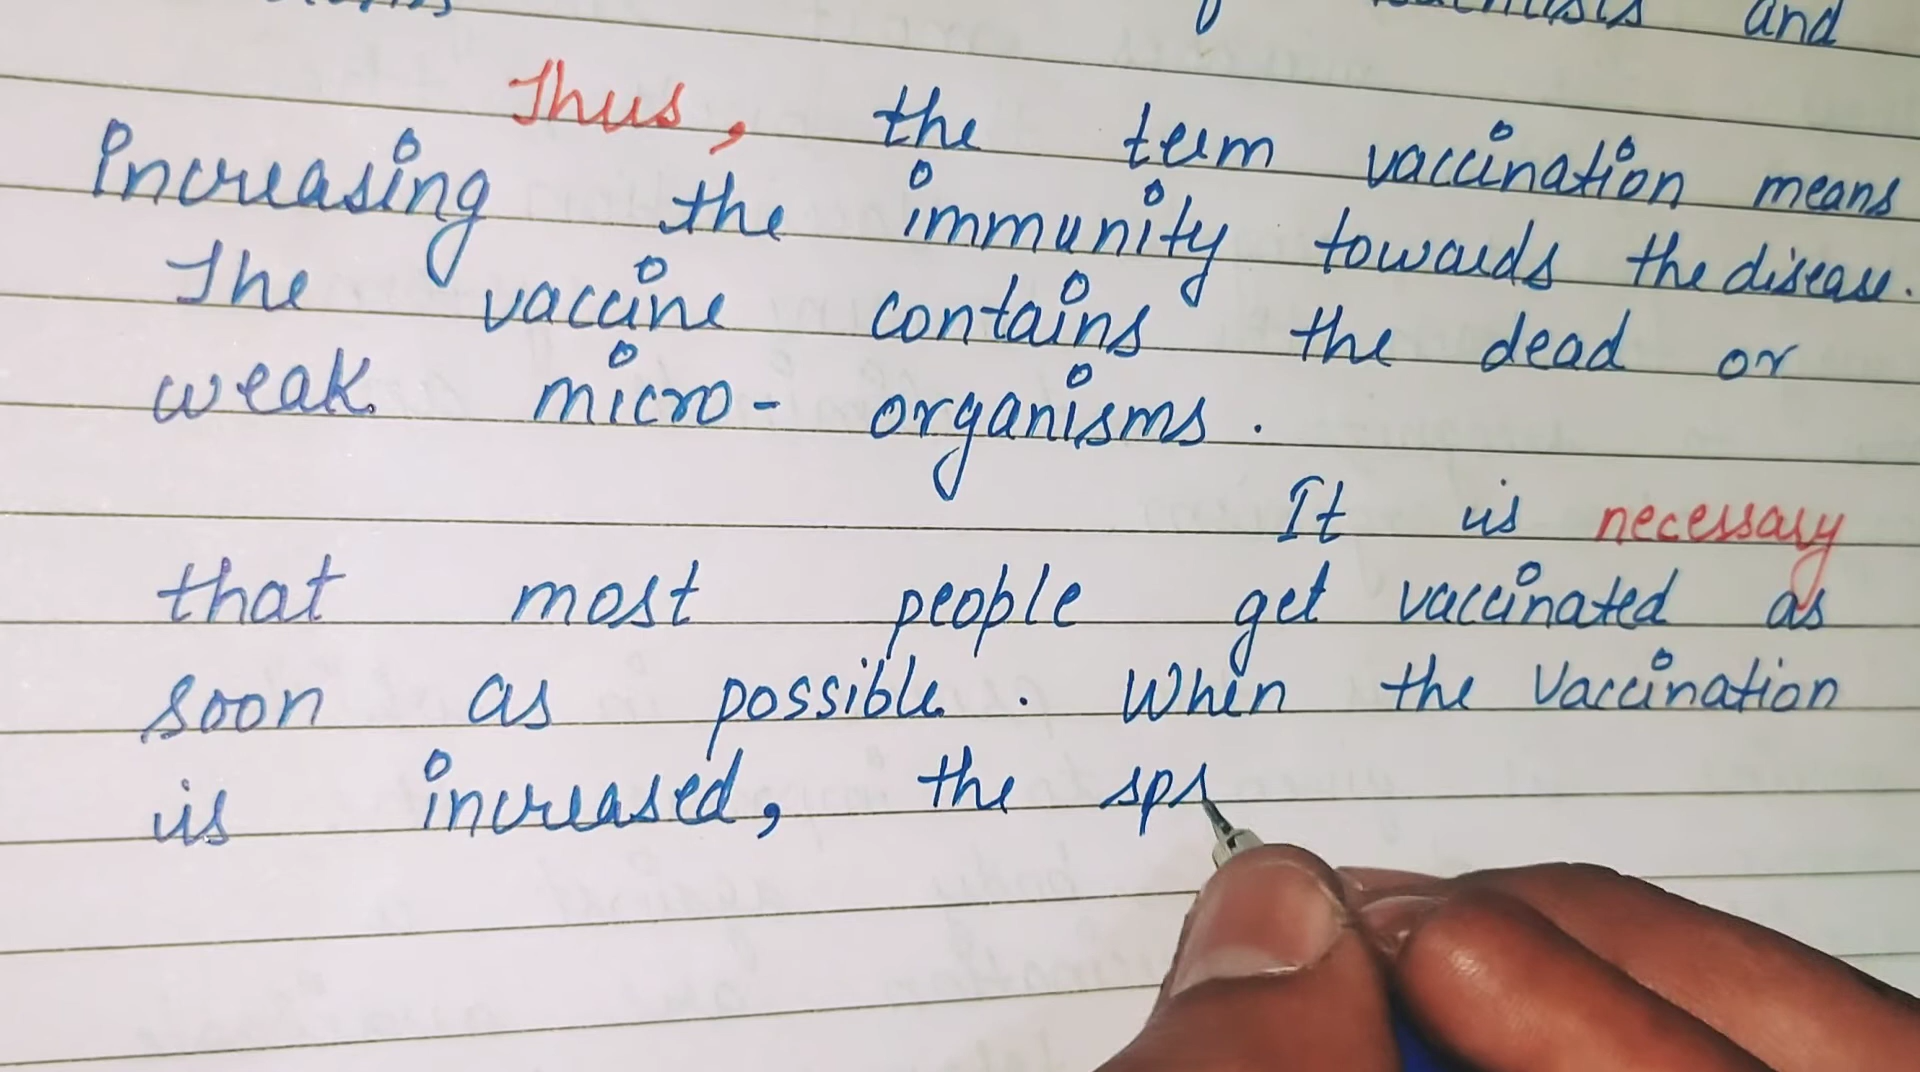 and
Thus, the term vaccination means
Increasing the immunity towards the disease.
The vaccine contains the dead or
weak micro-organisms.
It is necessary
that most people get vaccinated as
soon as possible. When the Vaccination
is increased, the